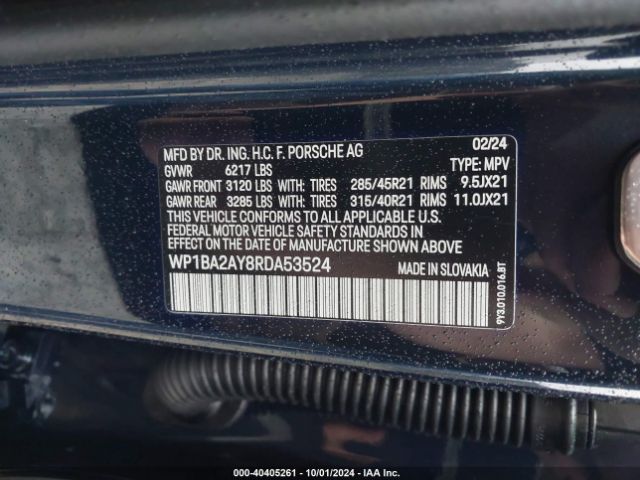 MFD BY DR. ING. H.C. F. PORSCHE AG 02/24
GVWR 6217 LBS TYPE: MPV
GAWR FRONT 3120 LBS WITH: TIRES 285/45R21 RIMS 9.5JX21
GAWR REAR 3285 LBS WITH: TIRES 315/40R21 RIMS 11.0JX21
THIS VEHICLE CONFORMS TO ALL APPLICABLE U.S.
FEDERAL MOTOR VEHICLE SAFETY STANDARDS IN
EFFECT ON THE DATE OF MANUFACTURE SHOWN ABOVE
WP1BA2AY8RDA53524 MADE IN SLOVAKIA
9Y3.010.016.BT
000-40405261 - 10/01/2024 - IAA Inc.